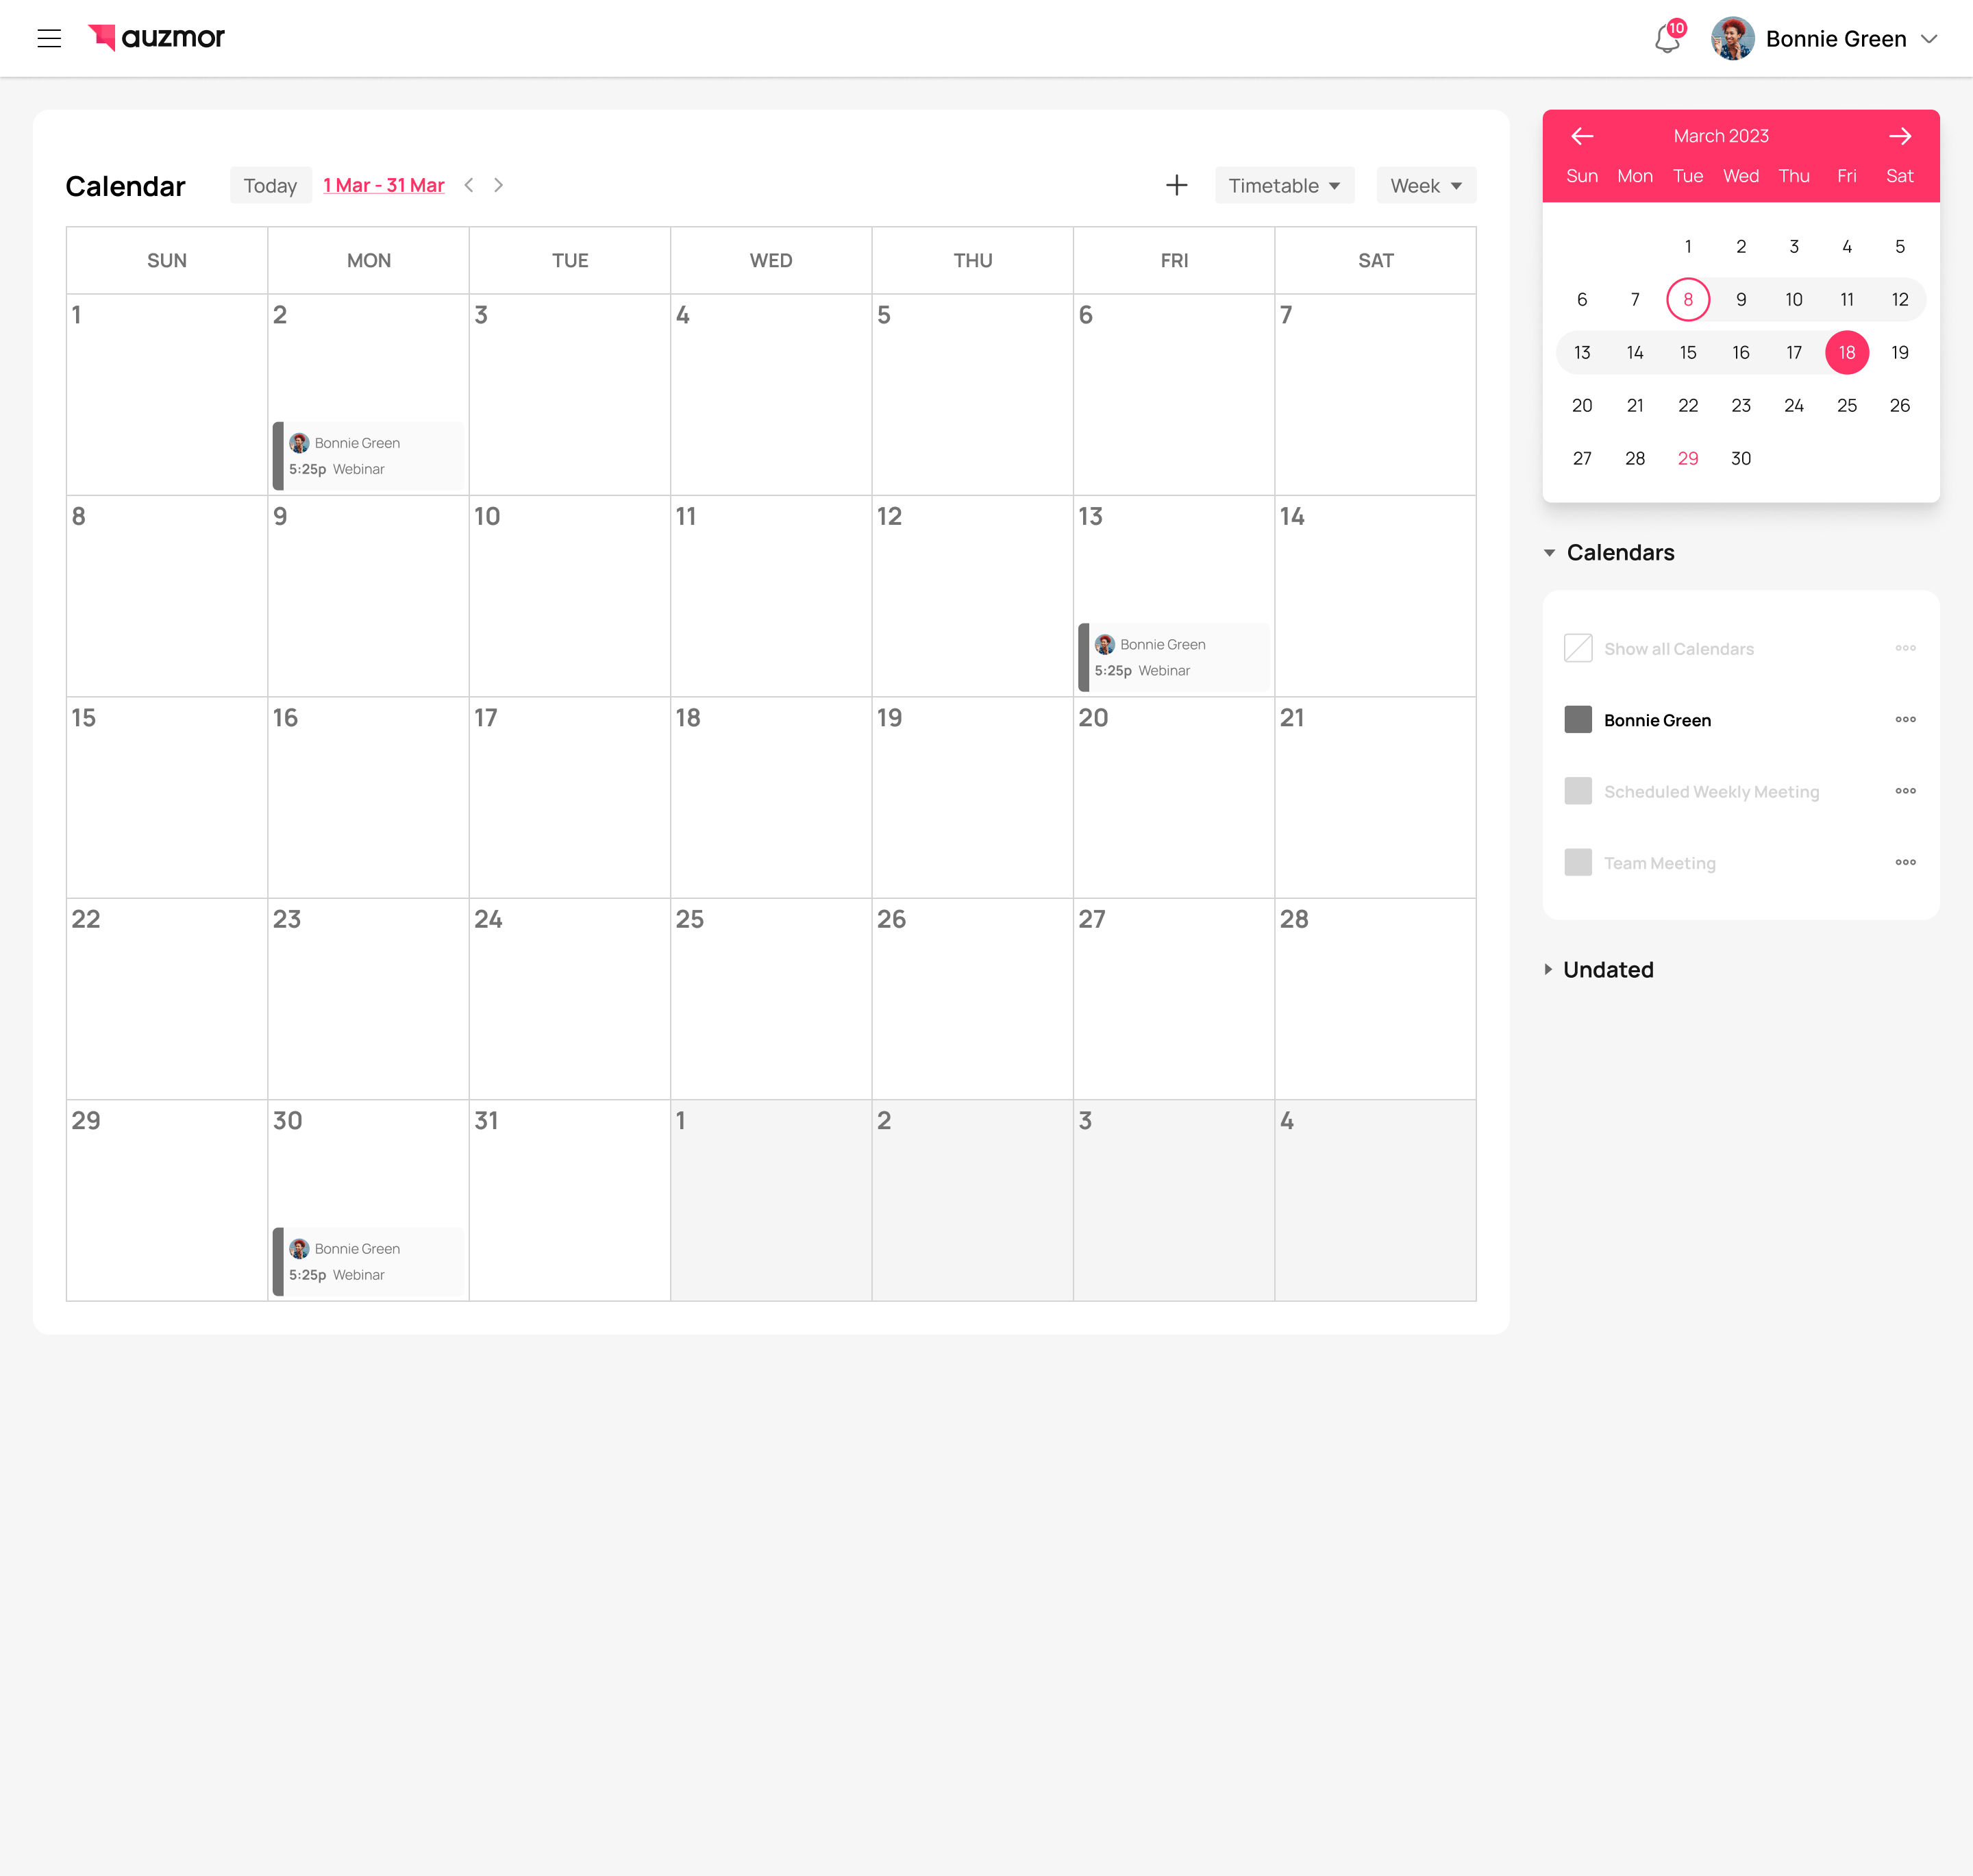 auzmor
10
Bonnie Green
Calendar
Today
1 Mar - 31 Mar
Timetable
Week
SUN MON TUE WED THU FRI SAT
1 2 3 4 5 6 7
Bonnie Green
5:25p Webinar
8 9 10 11 12 13 14
Bonnie Green
5:25p Webinar
15 16 17 18 19 20 21
22 23 24 25 26 27 28
29 30 31 1 2 3 4
Bonnie Green
5:25p Webinar
March 2023
Sun Mon Tue Wed Thu Fri Sat
1 2 3 4 5
6 7 8 9 10 11 12
13 14 15 16 17 18 19
20 21 22 23 24 25 26
27 28 29 30
Calendars
Show all Calendars
Bonnie Green
Scheduled Weekly Meeting
Team Meeting
Undated